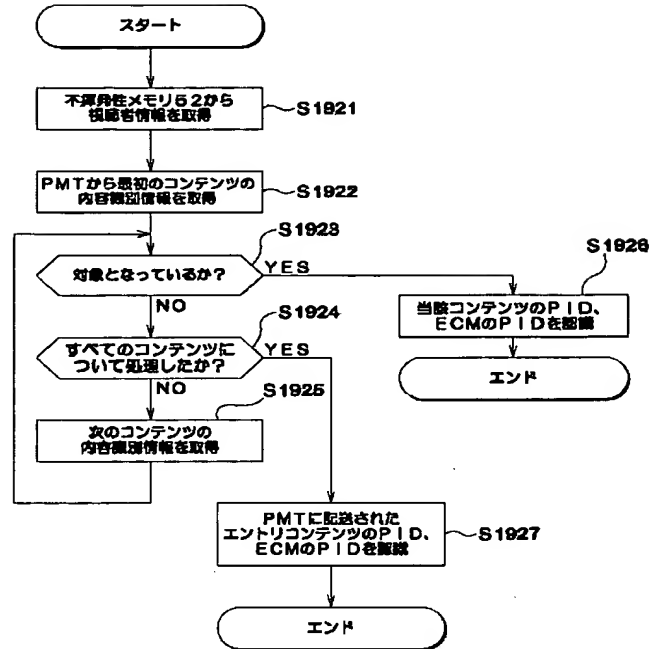 スタート
不揮発性メモリ52から
視聴者情報を取得
S1921
PMTから最初のコンテンツの
内容識別情報を取得
S1922
S1923
対象となっているか?
YES
NO
S1926
当該コンテンツのPID、
ECMのPIDを認識
エンド
S1924
すべてのコンテンツに
ついて処理したか?
YES
NO
S1925
次のコンテンツの
内容識別情報を取得
PMTに記送された
エントリコンテンツのPID、
ECMのPIDを認識
S1927
エンド